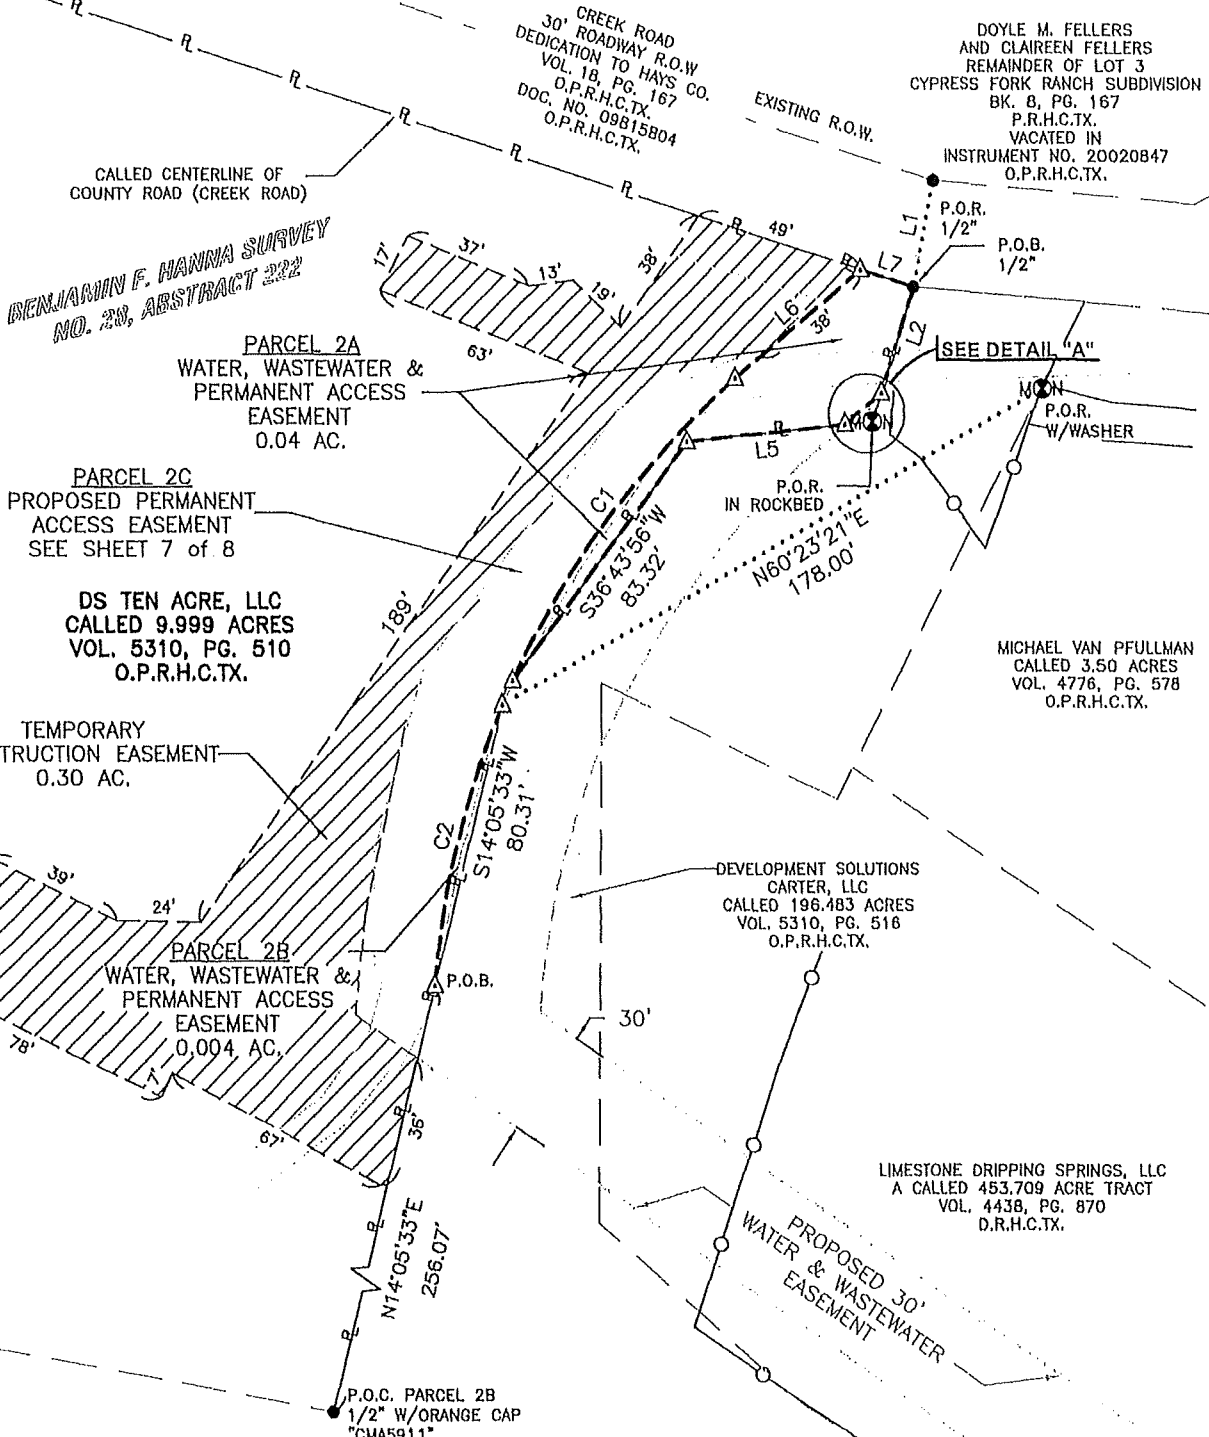 CREEK ROAD
30' ROADWAY R.O.W
DEDICATION TO HAYS CO.
VOL. 18, PG. 167
O.P.R.H.C.TX.
DOC. NO. 09815804
O.P.R.H.C.TX.
EXISTING R.O.W.
DOYLE M. FELLERS
AND CLAIREEN FELLERS
REMAINDER OF LOT 3
CYPRESS FORK RANCH SUBDIVISION
BK. 8, PG. 167
P.R.H.C.TX.
VACATED IN
INSTRUMENT NO. 20020847
O.P.R.H.C.TX.
CALLED CENTERLINE OF
COUNTY ROAD (CREEK ROAD)
BENJAMIN F. HANNA SURVEY
NO. 28, ABSTRACT 222
17'
37'
13'
19'
38'
49'
63'
L1
P.O.R.
1/2"
P.O.B.
1/2"
L7
L6
38'
L2
SEE DETAIL "A"
PARCEL 2A
WATER, WASTEWATER &
PERMANENT ACCESS
EASEMENT
0.04 AC.
MON
MON
P.O.R.
W/WASHER
L5
P.O.R.
IN ROCKBED
PARCEL 2C
PROPOSED PERMANENT
ACCESS EASEMENT
SEE SHEET 7 of 8
C1
S36°43'56"W
83.32'
N60°23'21"E
178.00'
DS TEN ACRE, LLC
CALLED 9.999 ACRES
VOL. 5310, PG. 510
O.P.R.H.C.TX.
189'
MICHAEL VAN PFULLMAN
CALLED 3.50 ACRES
VOL. 4776, PG. 578
O.P.R.H.C.TX.
TEMPORARY
TRUCTION EASEMENT
0.30 AC.
S14°05'33"W
80.31'
C2
39'
24'
DEVELOPMENT SOLUTIONS
CARTER, LLC
CALLED 196.483 ACRES
VOL. 5310, PG. 516
O.P.R.H.C.TX.
PARCEL 2B
WATER, WASTEWATER &
PERMANENT ACCESS
EASEMENT
0.004 AC.
P.O.B.
30'
78'
7'
67'
36'
LIMESTONE DRIPPING SPRINGS, LLC
A CALLED 453.709 ACRE TRACT
VOL. 4438, PG. 870
D.R.H.C.TX.
N14°05'33"E
256.07'
PROPOSED 30'
WATER & WASTEWATER
EASEMENT
P.O.C. PARCEL 2B
1/2" W/ORANGE CAP
"CMA5911"